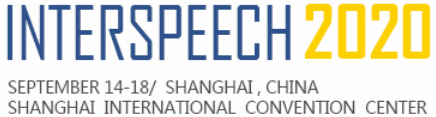 INTERSPEECH 2020
SEPTEMBER 14-18/ SHANGHAI , CHINA
SHANGHAI INTERNATIONAL CONVENTION CENTER